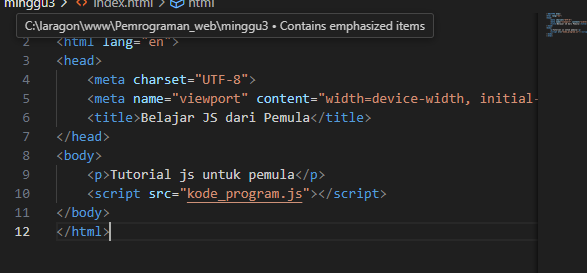 minggu3 > index.html > html
C:\laragon\www\Pemrograman_web\minggu3 • Contains emphasized items
2 <html lang="en">
3 <head>
4 <meta charset="UTF-8">
5 <meta name="viewport" content="width=device-width, initial-
6 <title>Belajar JS dari Pemula</title>
7 </head>
8 <body>
9 <p>Tutorial js untuk pemula</p>
10 <script src="kode_program.js"></script>
11 </body>
12 </html>